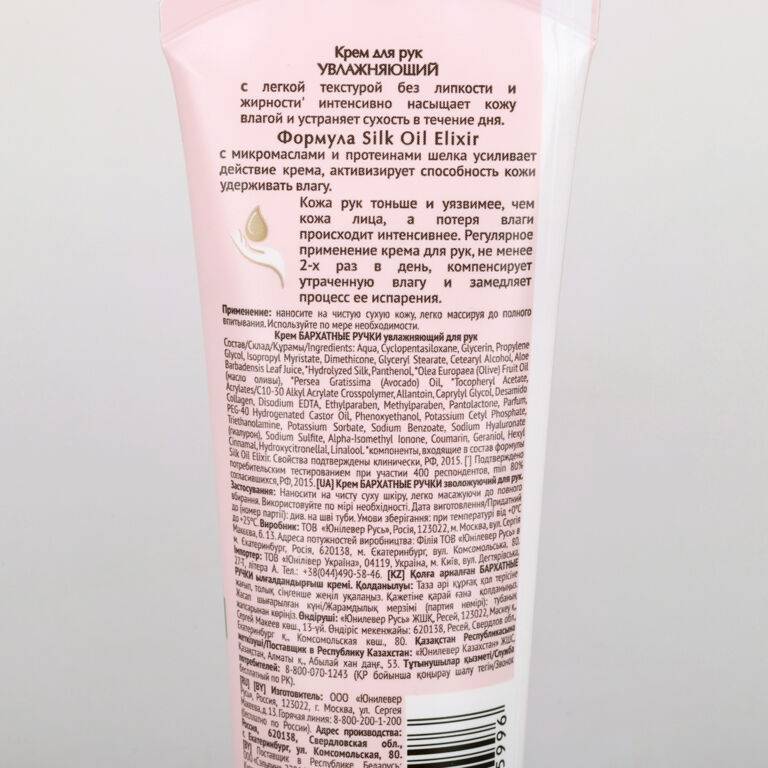 Крем для рук
УВЛАЖНЯЮЩИЙ
с легкой текстурой без липкости и
жирности' интенсивно насыщает кожу
влагой и устраняет сухость в течение дня.
Формула Silk Oil Elixir
с микромаслами и протеинами шелка усиливает
действие крема, активизирует способность кожи
удерживать влагу.
Кожа рук тоньше и уязвимее, чем
кожа лица, а потеря влаги
происходит интенсивнее. Регулярное
применение крема для рук, не менее
2-х раз в день, компенсирует
утраченную влагу и замедляет
процесс ее испарения.
Применение: наносите на чистую сухую кожу, легко массируя до полного
впитывания. Используйте по мере необходимости.
Крем БАРХАТНЫЕ РУЧКИ увлажняющий для рук
Состав/Склад/Құрамы/Ingredients: Aqua, Cyclopentasiloxane, Glycerin, Propylene
Glycol, Isopropyl Myristate, Dimethicone, Glyceryl Stearate, Cetearyl Alcohol, Aloe
Barbadensis Leaf Juice, *Hydrolyzed Silk, Panthenol, *Olea Europaea (Olive) Fruit Oil
(масло оливы), *Persea Gratissima (Avocado) Oil, *Tocopheryl Acetate,
Acrylates/C10-30 Alkyl Acrylate Crosspolymer, Allantoin, Caprylyl Glycol, Desamido
Collagen, Disodium EDTA, Ethylparaben, Methylparaben, Pantolactone, Parfum,
PEG-40 Hydrogenated Castor Oil, Phenoxyethanol, Potassium Cetyl Phosphate,
Triethanolamine, Potassium Sorbate, Sodium Benzoate, Sodium Hyaluronate
(гиалурон), Sodium Sulfite, Alpha-Isomethyl Ionone, Coumarin, Geraniol, Hexyl
Cinnamal, Hydroxycitronellal, Linalool. *компоненты, входящие в состав формулы
Silk Oil Elixir. Свойства подтверждены клинически, РФ, 2015. ['] Подтверждено
потребительским тестированием при участии 400 респондентов, min 80%
согласившихся, РФ, 2015. [UA] Крем БАРХАТНЫЕ РУЧКИ зволожуючий для рук.
Застосування: Наносити на чисту суху шкіру, легко масажуючи до повного
вбирання. Використовуйте по мірі необхідності. Дата виготовлення/Придатний
до (номер партії): див. на шві туби. Умови зберігання: при температурі від +0°C
до +25°C. Виробник: ТОВ «Юнілевер Русь», Росія, 123022, м. Москва, вул. Сергія
Макеєва, б. 13. Адреса потужностей виробництва: Філія ТОВ «Юнілевер Русь» в
м. Єкатеринбург, Росія, 620138, м. Єкатеринбург, вул. Комсомольська, 80.
Імпортер: ТОВ «Юнілівер Україна», 04119, Україна, м. Київ, вул. Дегтярівська,
27-Т, літера А. Тел.: +38(044)490-58-46. [KZ] Қолға арналған БАРХАТНЫЕ
РУЧКИ ылғалдандырғыш кремі. Қолданылуы: Таза әрі құрғақ қол терісіне
жағып, толық сіңгенше жеңіл уқалаңыз. Қажетіне қарай ғана қолданыңыз.
Жасап шығарылған күні/Жарамдылық мерзімі (партия нөмірі): тубаның
қапсырынан көріңіз. Өндіруші: «Юнилевер Русь» ЖШҚ, Ресей, 123022, Мәскеу қ.,
Сергей Макеев көш., 13-үй. Өндіріс мекенжайы: 620138, Ресей, Свердлов обл.,
Екатеринбург қ., Комсомольская көш., 80. Қазақстан Республикасына
жеткізуші/Поставщик в Республику Казахстан: «Юнилевер Казахстан» ЖШС,
Қазақстан, Алматы қ., Абылай хан даңғ., 53. Тұтынушылар қызметі/Служба
потребителей: 8-800-070-1243 (ҚР бойынша қоңырау шалу тегін/Звонок
бесплатный по РК).
[RU] [BY] Изготовитель: ООО «Юнилевер
Русь», Россия, 123022, г. Москва, ул. Сергея
Макеева, д. 13. Горячая линия: 8-800-200-1-200
(бесплатно по России). Адрес производства:
Россия, 620138, Свердловская обл.,
г. Екатеринбург, ул. Комсомольская, 80.
[BY] Поставщик в Республике Беларусь:
5996